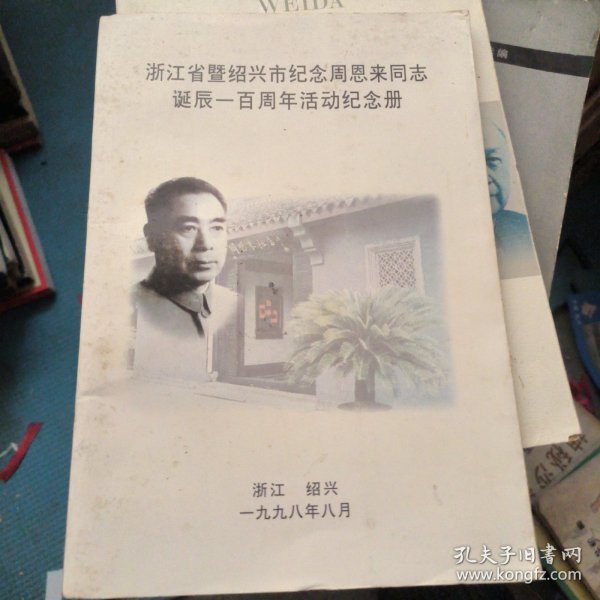 WEIDA
浙江省暨绍兴市纪念周恩来同志
诞辰一百周年活动纪念册
浙江 绍兴
一九九八年八月
编
孔夫子旧书网
www.kongfz.com